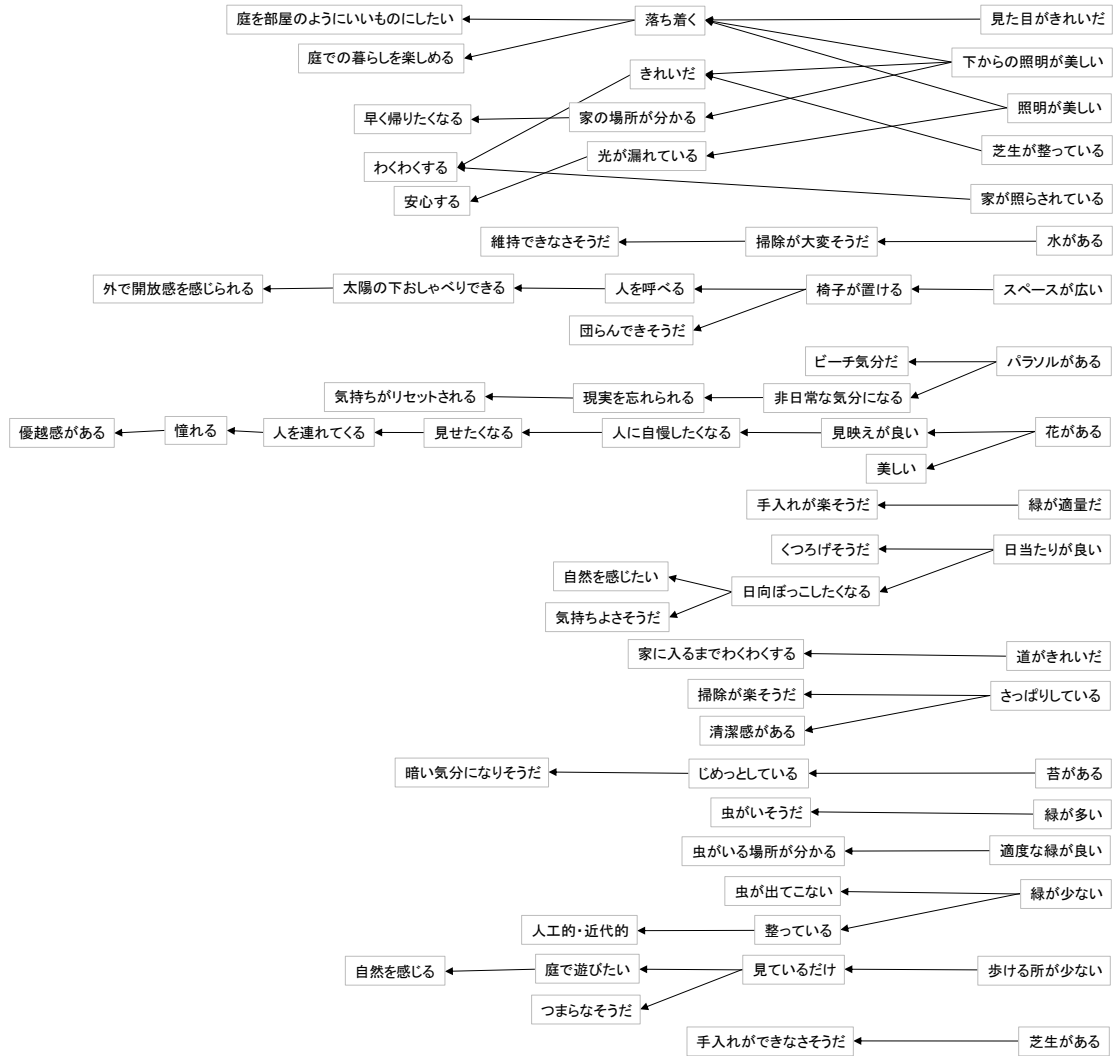 庭を部屋のようにいいものにしたい
落ち着く
見た目がきれいだ
庭での暮らしを楽しめる
きれいだ
下からの照明が美しい
早く帰りたくなる
家の場所が分かる
照明が美しい
わくわくする
光が漏れている
芝生が整っている
安心する
家が照らされている
維持できなさそうだ
掃除が大変そうだ
水がある
外で開放感を感じられる
太陽の下おしゃべりできる
人を呼べる
椅子が置ける
スペースが広い
団らんできそうだ
ビーチ気分だ
パラソルがある
気持ちがリセットされる
現実を忘れられる
非日常な気分になる
優越感がある
憧れる
人を連れてくる
見せたくなる
人に自慢したくなる
見映えが良い
花がある
美しい
手入れが楽そうだ
緑が適量だ
くつろげそうだ
日当たりが良い
自然を感じたい
日向ぼっこしたくなる
気持ちよさそうだ
家に入るまでわくわくする
道がきれいだ
掃除が楽そうだ
さっぱりしている
清潔感がある
暗い気分になりそうだ
じめっとしている
苔がある
虫がいそうだ
緑が多い
虫がいる場所が分かる
適度な緑が良い
虫が出てこない
緑が少ない
人工的・近代的
整っている
自然を感じる
庭で遊びたい
見ているだけ
歩ける所が少ない
つまらなそうだ
手入れができなさそうだ
芝生がある